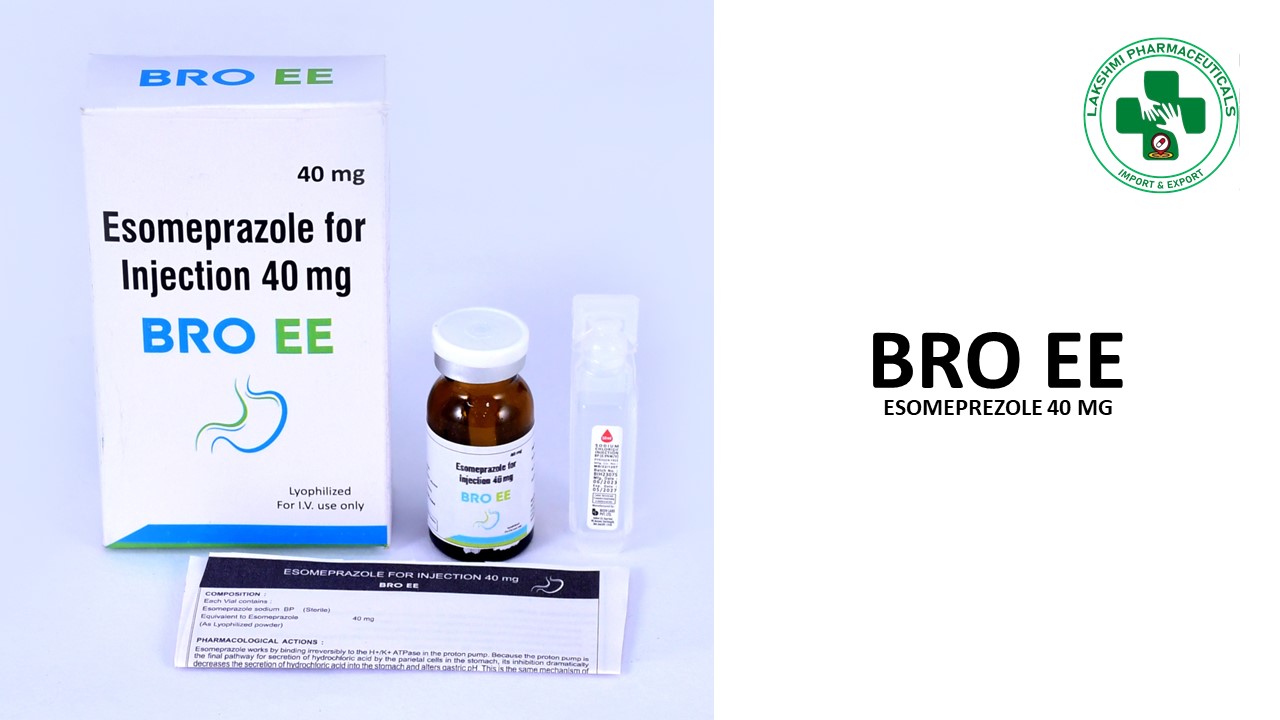 BRO EE
40 mg
Esomeprazole for
Injection 40 mg
BRO EE
Lyophilized
For I.V. use only
40 mg
Esomeprazole for
Injection 40 mg
BRO EE
SODIUM
CHLORIDE
INJECTION
ESOMEPRAZOLE FOR INJECTION 40 mg
BRO EE
COMPOSITION :
Each Vial contains :
Esomeprazole sodium BP (Sterile)
Equivalent to Esomeprazole 40 mg
(As Lyophilized powder)
PHARMACOLOGICAL ACTIONS :
Esomeprazole works by binding irreversibly to the H+/K+ ATPase in the proton pump. Because the proton pump is
the final pathway for secretion of hydrochloric acid by the parietal cells in the stomach, its inhibition dramatically
decreases the secretion of hydrochloric acid into the stomach and alters gastric pH. This is the same mechanism of
LAKSHMI PHARMACEUTICALS
IMPORT & EXPORT
BRO EE
ESOMEPREZOLE 40 MG